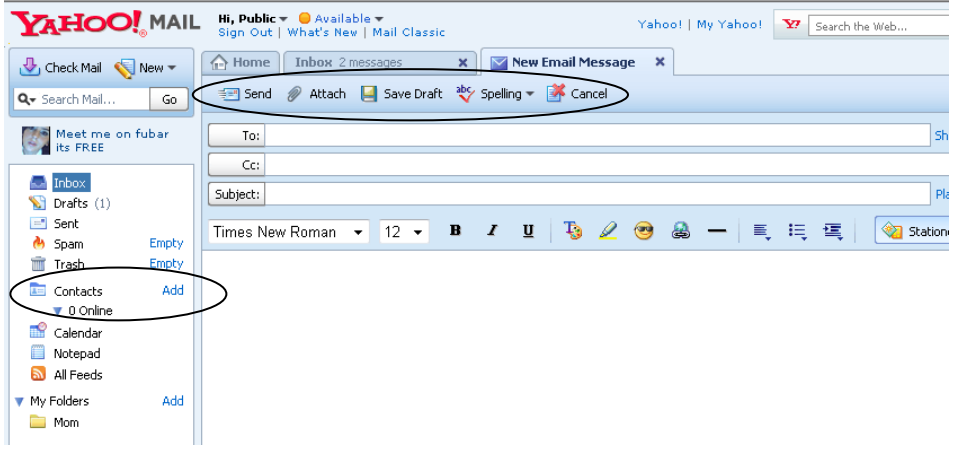 YAHOO! MAIL
Hi, Public Available
Sign Out | What's New | Mail Classic
Yahoo! | My Yahoo!
Y! Search the Web...
Check Mail New
Search Mail... Go
Home Inbox 2 messages x New Email Message x
Send Attach Save Draft abc Spelling Cancel
Meet me on fubar
its FREE
To:
Cc:
Subject:
Times New Roman 12 B I U T
Inbox
Drafts (1)
Sent
Spam Empty
Trash Empty
Contacts Add
0 Online
Calendar
Notepad
All Feeds
My Folders Add
Mom